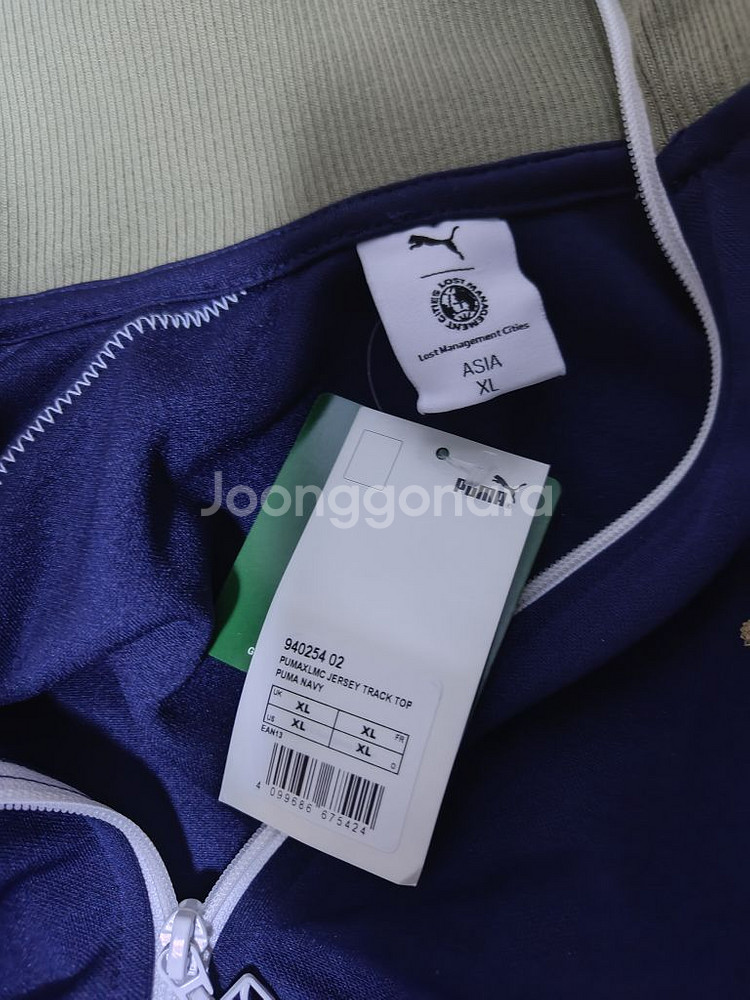 LOST MANAGEMENT CITIES
Lost Management Cities
ASIA
XL
PUMA
Joonggonara
940254 02
PUMAXLMC JERSEY TRACK TOP
PUMA NAVY
UK XL XL FR
US XL XL D
EAN13
4 099686 675424
G